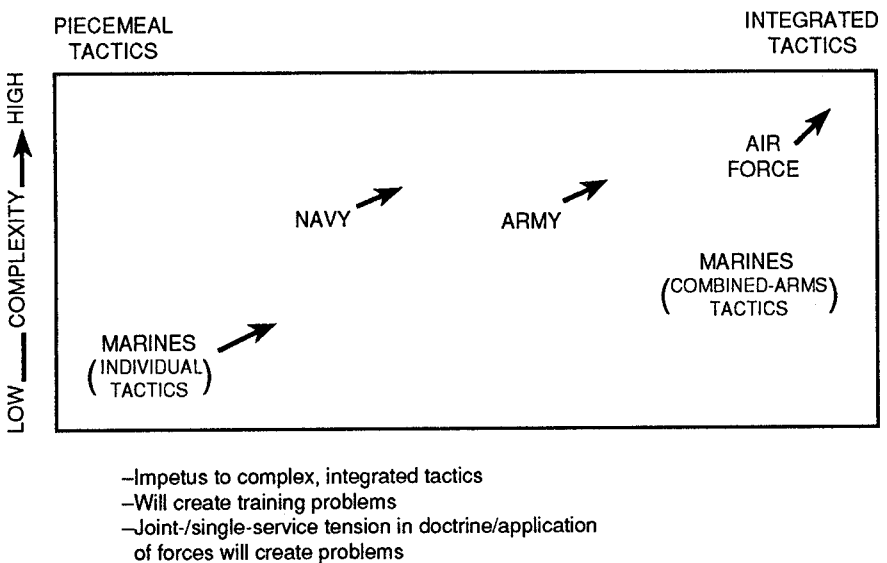 PIECEMEAL
TACTICS
INTEGRATED
TACTICS
LOW COMPLEXITY HIGH
AIR
FORCE
NAVY
ARMY
MARINES
(COMBINED-ARMS
TACTICS)
MARINES
(INDIVIDUAL
TACTICS)
–Impetus to complex, integrated tactics
–Will create training problems
–Joint-/single-service tension in doctrine/application
of forces will create problems